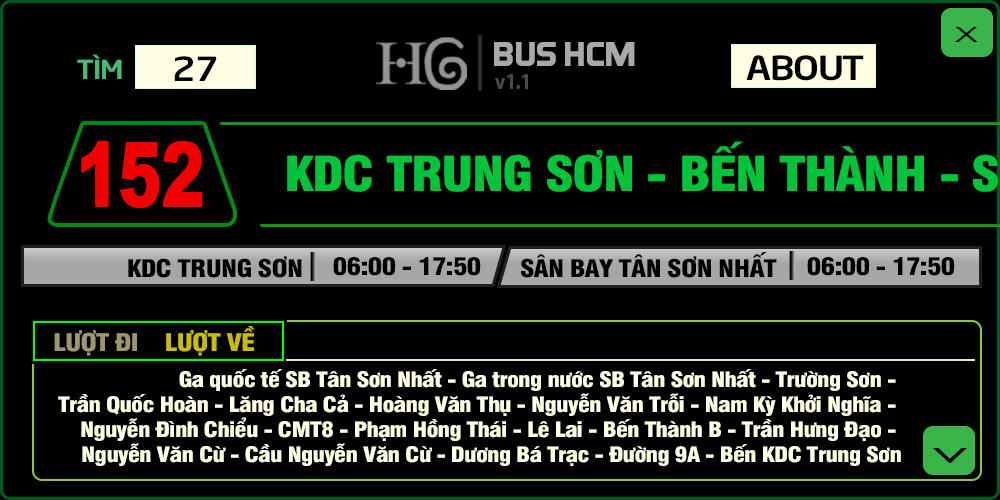 TÌM 27 HG BUS HCM ABOUT X
v1.1
152 KDC TRUNG SƠN - BẾN THÀNH - S
KDC TRUNG SƠN | 06:00 - 17:50 SÂN BAY TÂN SƠN NHẤT | 06:00 - 17:50
LƯỢT ĐI LƯỢT VỀ
Ga quốc tế SB Tân Sơn Nhất - Ga trong nước SB Tân Sơn Nhất - Trường Sơn -
Trần Quốc Hoàn - Lăng Cha Cả - Hoàng Văn Thụ - Nguyễn Văn Trỗi - Nam Kỳ Khởi Nghĩa -
Nguyễn Đình Chiểu - CMT8 - Phạm Hồng Thái - Lê Lai - Bến Thành B - Trần Hưng Đạo -
Nguyễn Văn Cừ - Cầu Nguyễn Văn Cừ - Dương Bá Trạc - Đường 9A - Bến KDC Trung Sơn